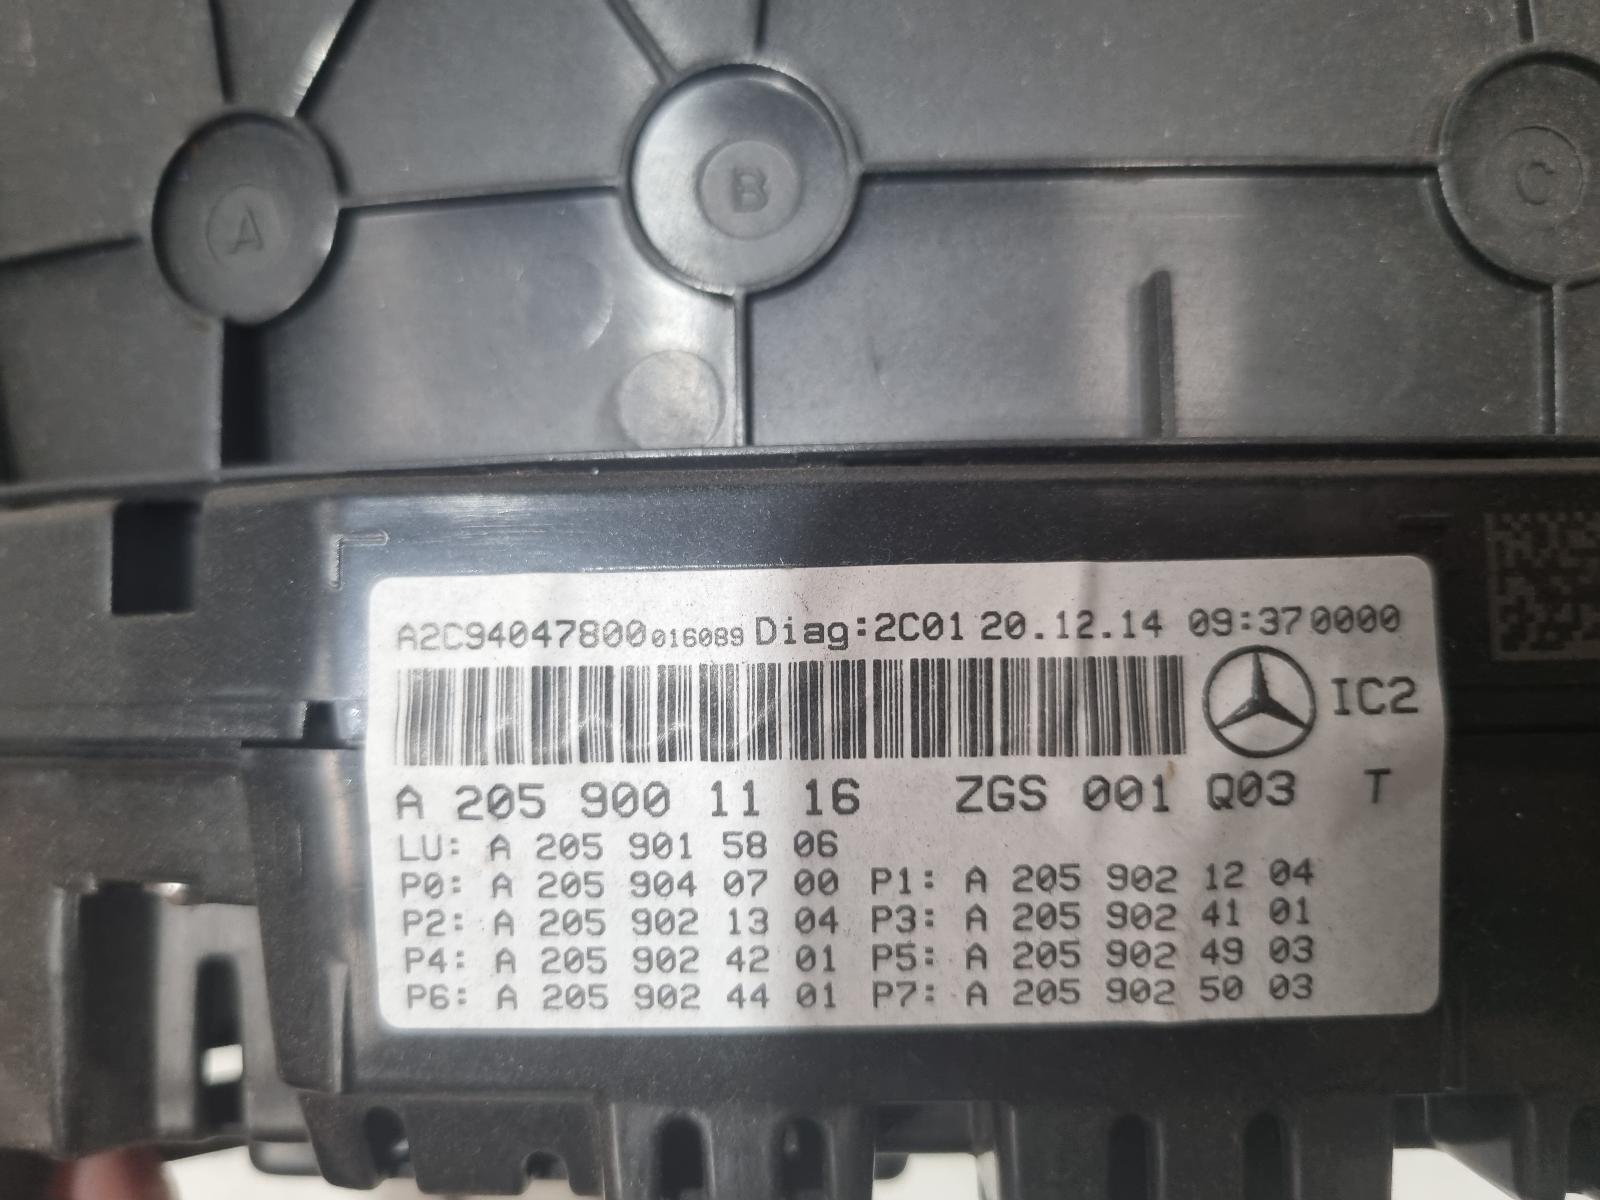 A
B
C
A2C94047800016089 Diag:2C01 20.12.14 09:370000
IC2
A 205 900 11 16 ZGS 001 Q03 T
LU: A 205 901 58 06
P0: A 205 904 07 00 P1: A 205 902 12 04
P2: A 205 902 13 04 P3: A 205 902 41 01
P4: A 205 902 42 01 P5: A 205 902 49 03
P6: A 205 902 44 01 P7: A 205 902 50 03